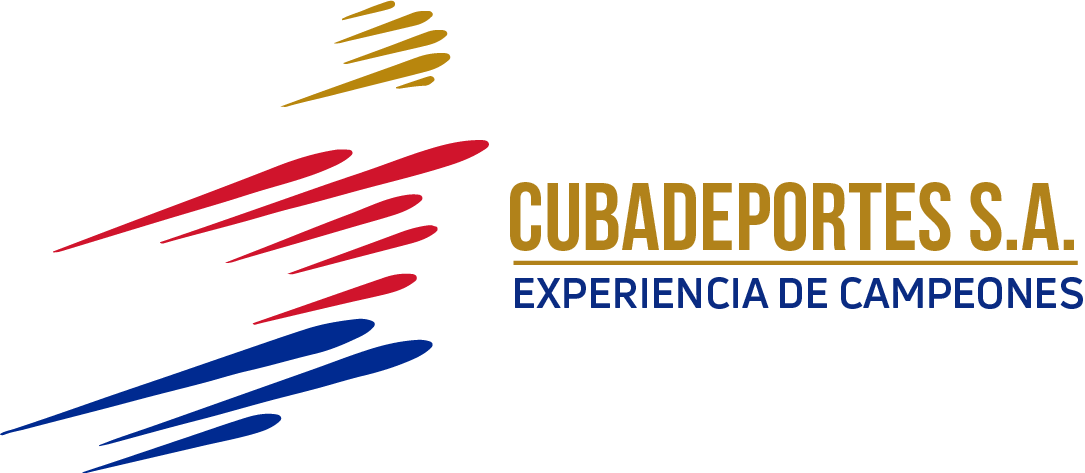 CUBADEPORTES S.A.
EXPERIENCIA DE CAMPEONES